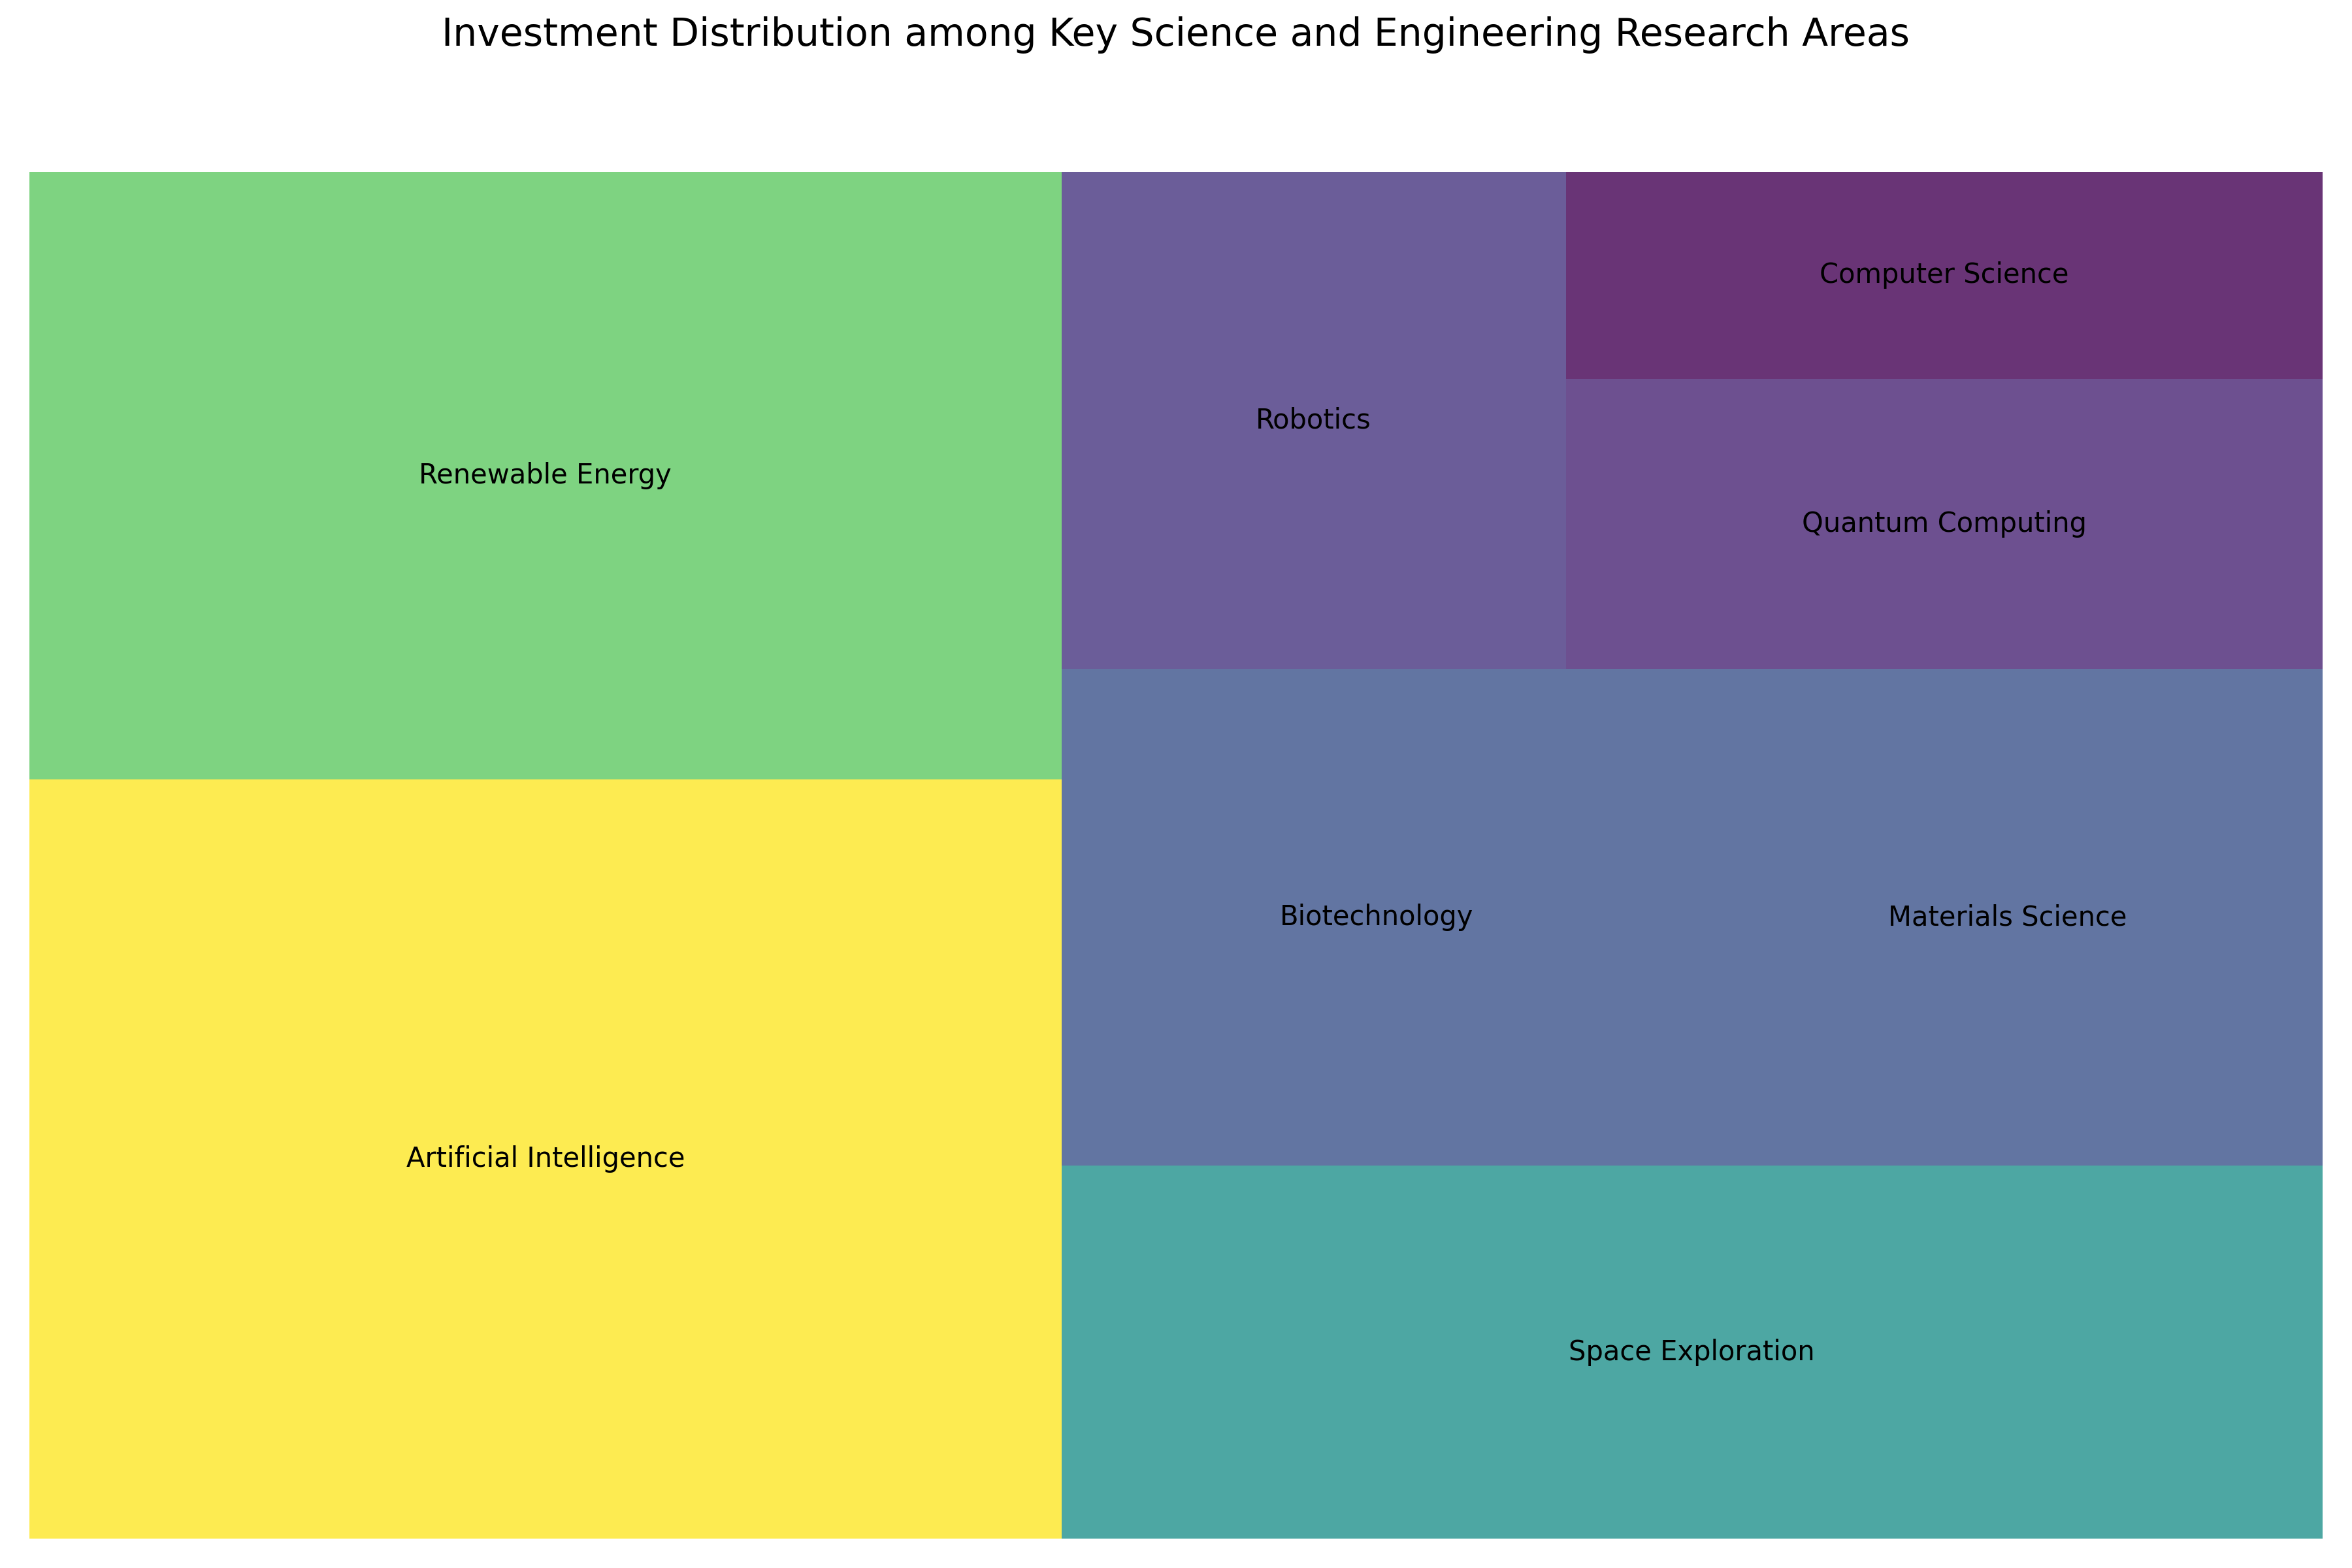 Investment Distribution among Key Science and Engineering Research Areas
Computer Science
Robotics
Renewable Energy
Quantum Computing
Biotechnology
Materials Science
Artificial Intelligence
Space Exploration